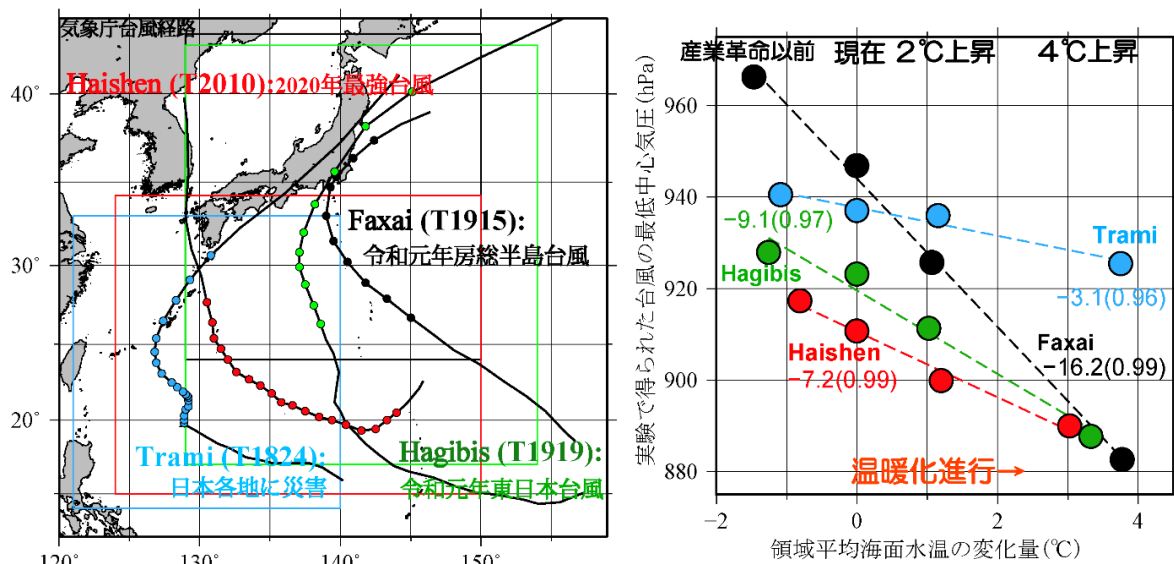 気象庁台風経路
Haishen (T2010):2020年最強台風
Faxai (T1915):
令和元年房総半島台風
Trami (T1824):
日本各地に災害
Hagibis (T1919):
令和元年東日本台風
40°
30°
20°
120°
130°
140°
150°
産業革命以前 現在 2℃上昇 4℃上昇
実験で得られた台風の最低中心気圧(hPa)
960
940
920
900
880
−9.1(0.97)
Hagibis
Trami
−3.1(0.96)
Haishen
−7.2(0.99)
Faxai
−16.2(0.99)
温暖化進行→
−2
0
2
4
領域平均海面水温の変化量(℃)